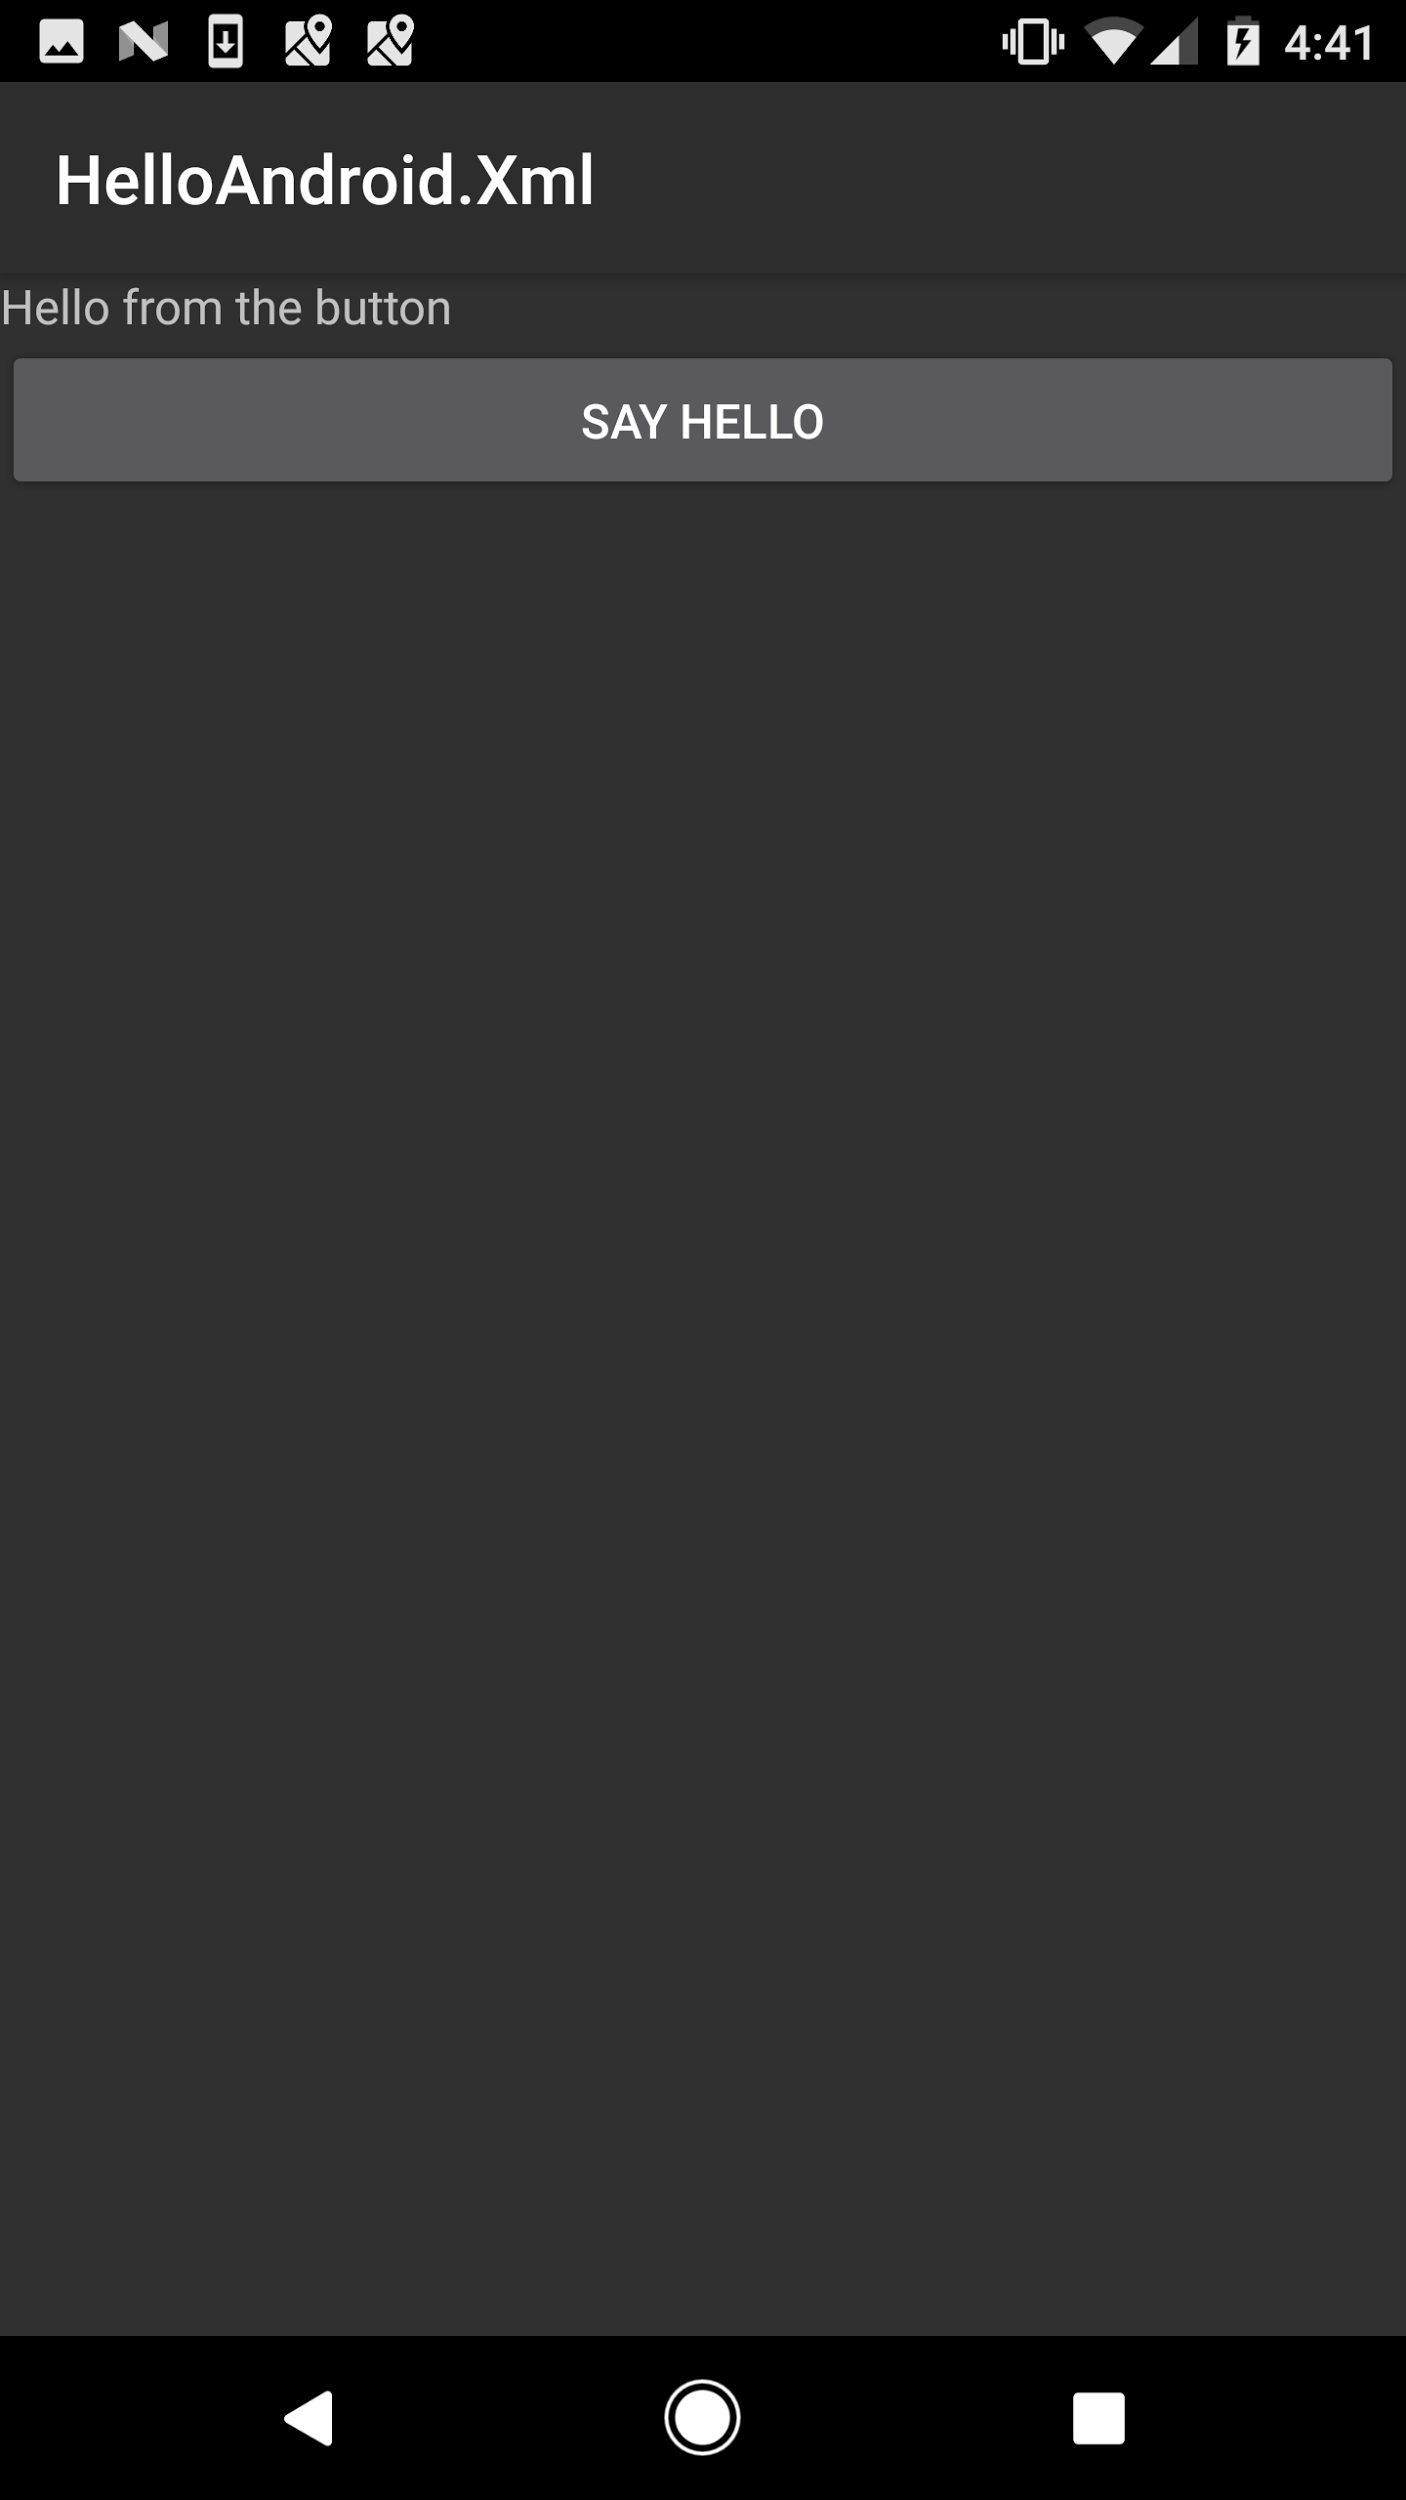 4:41
HelloAndroid.Xml
Hello from the button
SAY HELLO